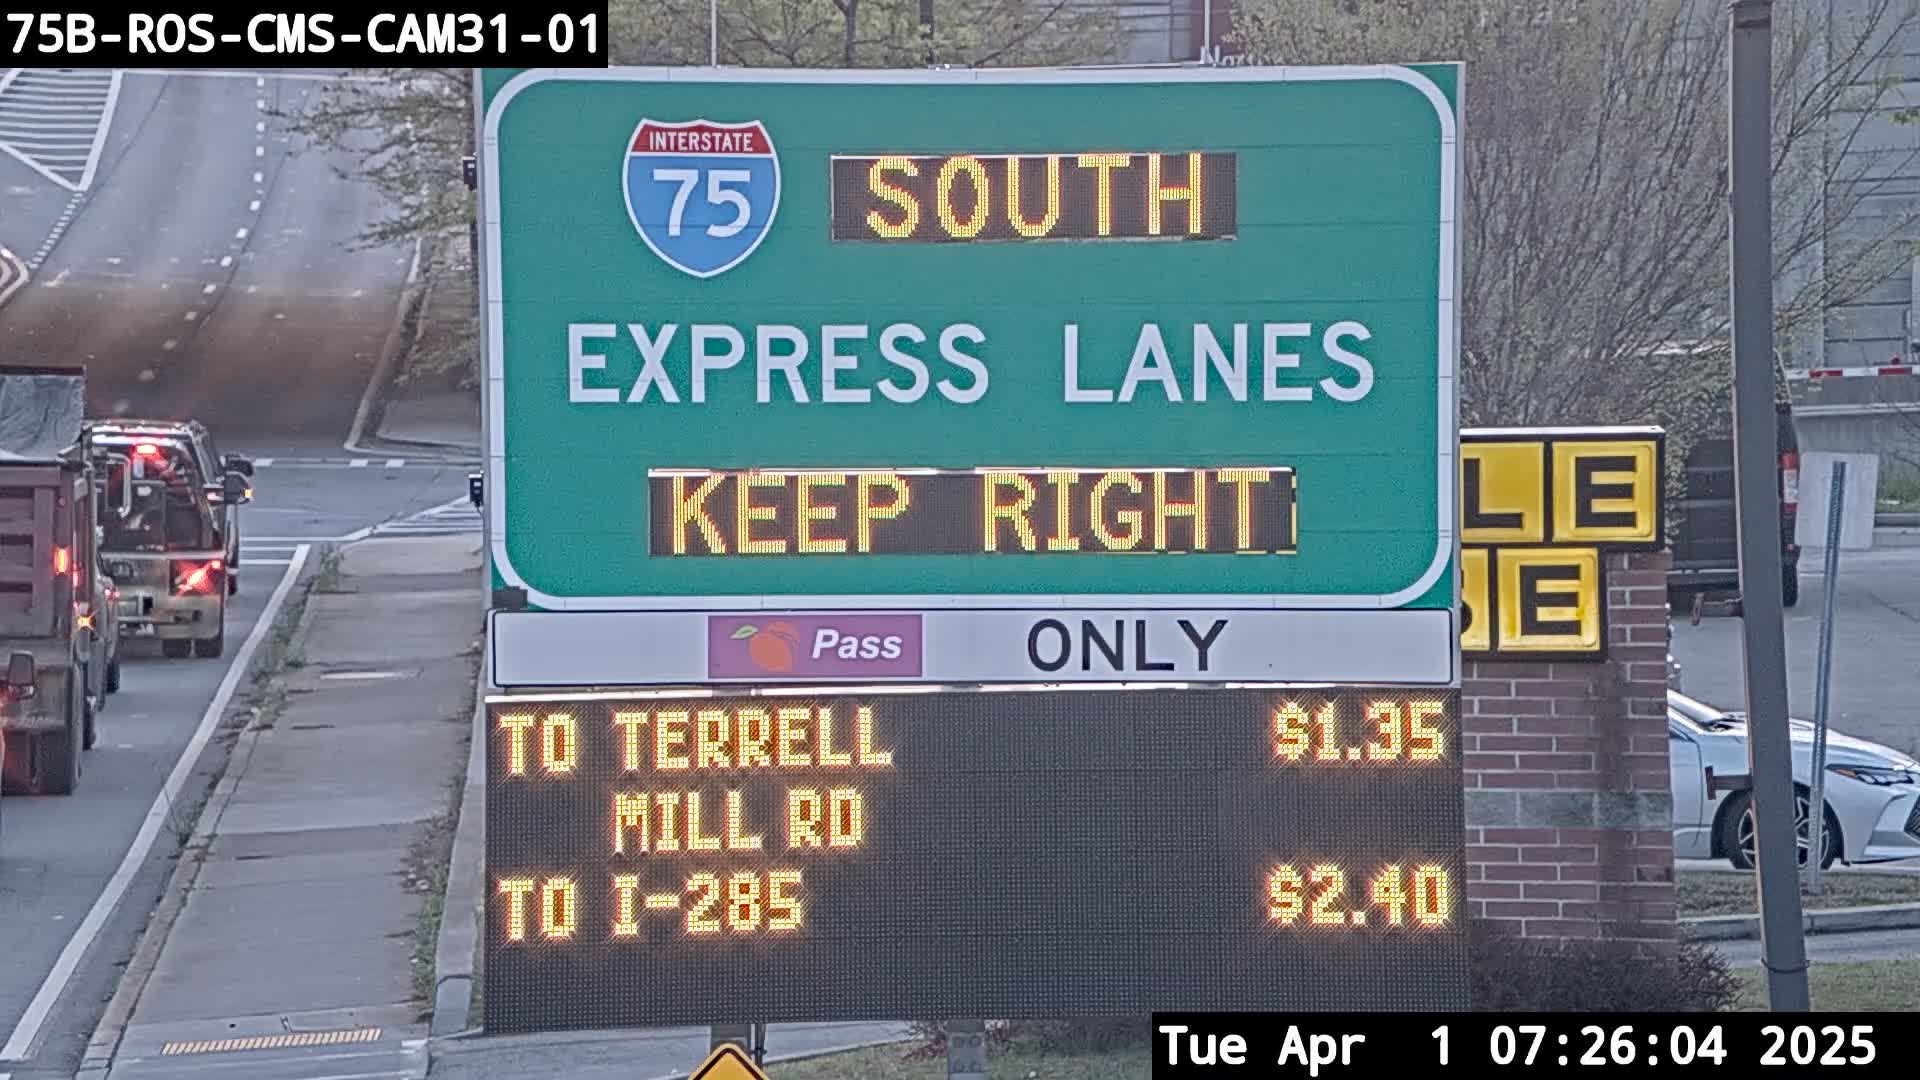 75B-ROS-CMS-CAM31-01
INTERSTATE
75
SOUTH
EXPRESS LANES
KEEP RIGHT
LE
E
Pass ONLY
TO TERRELL $1.35
MILL RD
TO I-285 $2.40
Tue Apr 1 07:26:04 2025